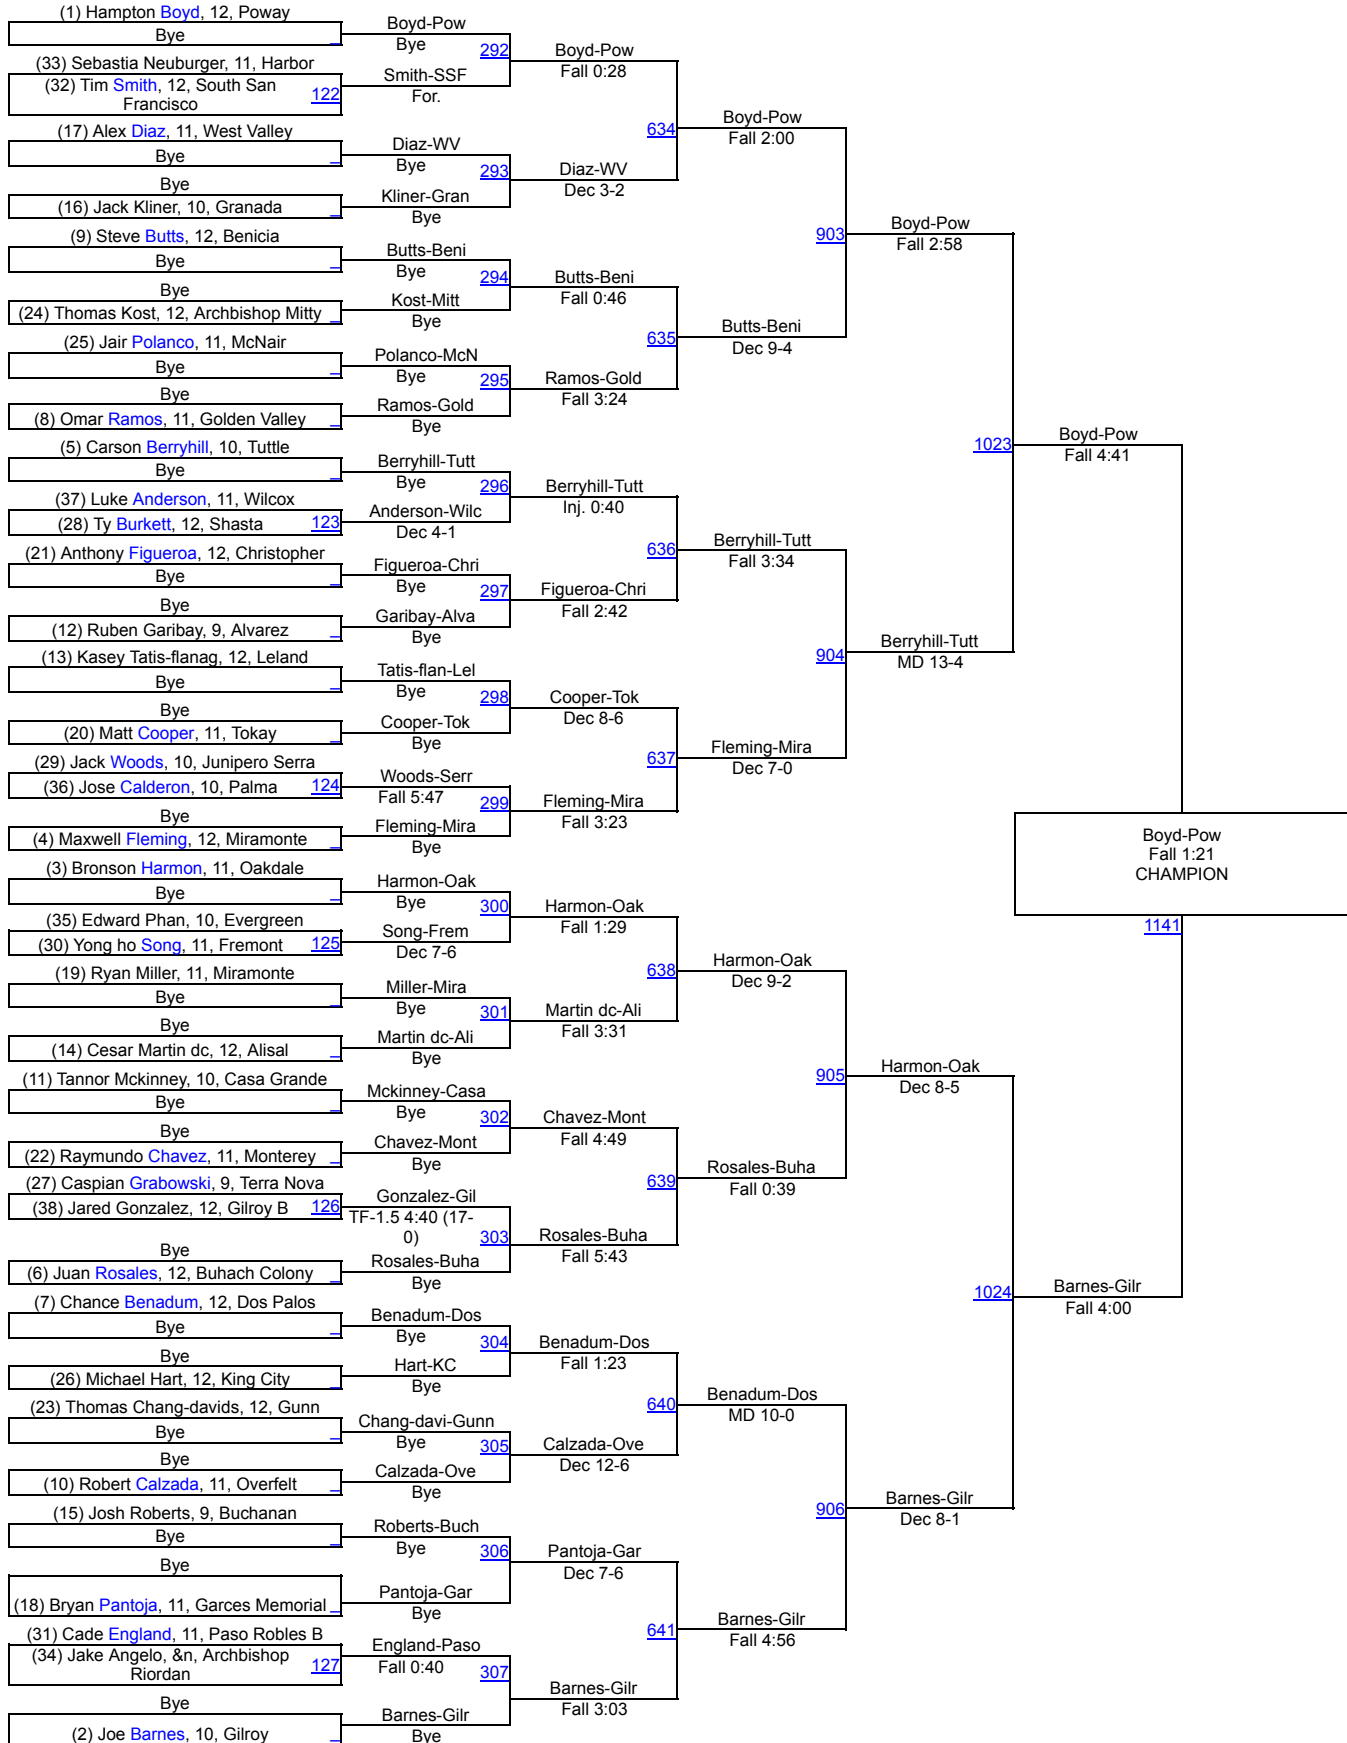 (1) Hampton Boyd, 12, Poway
Bye
(33) Sebastia Neuburger, 11, Harbor
(32) Tim Smith, 12, South San
Francisco
122
(17) Alex Diaz, 11, West Valley
Bye
Bye
(16) Jack Kliner, 10, Granada
(9) Steve Butts, 12, Benicia
Bye
Bye
(24) Thomas Kost, 12, Archbishop Mitty
(25) Jair Polanco, 11, McNair
Bye
Bye
(8) Omar Ramos, 11, Golden Valley
(5) Carson Berryhill, 10, Tuttle
Bye
(37) Luke Anderson, 11, Wilcox
(28) Ty Burkett, 12, Shasta
123
(21) Anthony Figueroa, 12, Christopher
Bye
Bye
(12) Ruben Garibay, 9, Alvarez
(13) Kasey Tatis-flanag, 12, Leland
Bye
Bye
(20) Matt Cooper, 11, Tokay
(29) Jack Woods, 10, Junipero Serra
(36) Jose Calderon, 10, Palma
124
Bye
(4) Maxwell Fleming, 12, Miramonte
(3) Bronson Harmon, 11, Oakdale
Bye
(35) Edward Phan, 10, Evergreen
(30) Yong ho Song, 11, Fremont
125
(19) Ryan Miller, 11, Miramonte
Bye
Bye
(14) Cesar Martin dc, 12, Alisal
(11) Tannor Mckinney, 10, Casa Grande
Bye
Bye
(22) Raymundo Chavez, 11, Monterey
(27) Caspian Grabowski, 9, Terra Nova
(38) Jared Gonzalez, 12, Gilroy B
126
Bye
(6) Juan Rosales, 12, Buhach Colony
(7) Chance Benadum, 12, Dos Palos
Bye
Bye
(26) Michael Hart, 12, King City
(23) Thomas Chang-davids, 12, Gunn
Bye
Bye
(10) Robert Calzada, 11, Overfelt
(15) Josh Roberts, 9, Buchanan
Bye
Bye
(18) Bryan Pantoja, 11, Garces Memorial
(31) Cade England, 11, Paso Robles B
(34) Jake Angelo, &n, Archbishop
Riordan
127
Bye
(2) Joe Barnes, 10, Gilroy
Boyd-Pow
Bye
292
Smith-SSF
For.
Diaz-WV
Bye
293
Kliner-Gran
Bye
Butts-Beni
Bye
294
Kost-Mitt
Bye
Polanco-McN
Bye
295
Ramos-Gold
Bye
Berryhill-Tutt
Bye
296
Anderson-Wilc
Dec 4-1
Figueroa-Chri
Bye
297
Garibay-Alva
Bye
Tatis-flan-Lel
Bye
298
Cooper-Tok
Bye
Woods-Serr
Fall 5:47
299
Fleming-Mira
Bye
Harmon-Oak
Bye
300
Song-Frem
Dec 7-6
Miller-Mira
Bye
301
Martin dc-Ali
Bye
Mckinney-Casa
Bye
302
Chavez-Mont
Bye
Gonzalez-Gil
TF-1.5 4:40 (17-
0)
303
Rosales-Buha
Bye
Benadum-Dos
Bye
304
Hart-KC
Bye
Chang-davi-Gunn
Bye
305
Calzada-Ove
Bye
Roberts-Buch
Bye
306
Pantoja-Gar
Bye
England-Paso
Fall 0:40
307
Barnes-Gilr
Bye
Boyd-Pow
Fall 0:28
634
Diaz-WV
Dec 3-2
Butts-Beni
Fall 0:46
635
Ramos-Gold
Fall 3:24
Berryhill-Tutt
Inj. 0:40
636
Figueroa-Chri
Fall 2:42
Cooper-Tok
Dec 8-6
637
Fleming-Mira
Fall 3:23
Harmon-Oak
Fall 1:29
638
Martin dc-Ali
Fall 3:31
Chavez-Mont
Fall 4:49
639
Rosales-Buha
Fall 5:43
Benadum-Dos
Fall 1:23
640
Calzada-Ove
Dec 12-6
Pantoja-Gar
Dec 7-6
641
Barnes-Gilr
Fall 3:03
Boyd-Pow
Fall 2:00
903
Butts-Beni
Dec 9-4
Berryhill-Tutt
Fall 3:34
904
Fleming-Mira
Dec 7-0
Harmon-Oak
Dec 9-2
905
Rosales-Buha
Fall 0:39
Benadum-Dos
MD 10-0
906
Barnes-Gilr
Fall 4:56
Boyd-Pow
Fall 2:58
1023
Berryhill-Tutt
MD 13-4
Harmon-Oak
Dec 8-5
1024
Barnes-Gilr
Dec 8-1
Boyd-Pow
Fall 4:41
Barnes-Gilr
Fall 4:00
Boyd-Pow
Fall 1:21
CHAMPION
1141